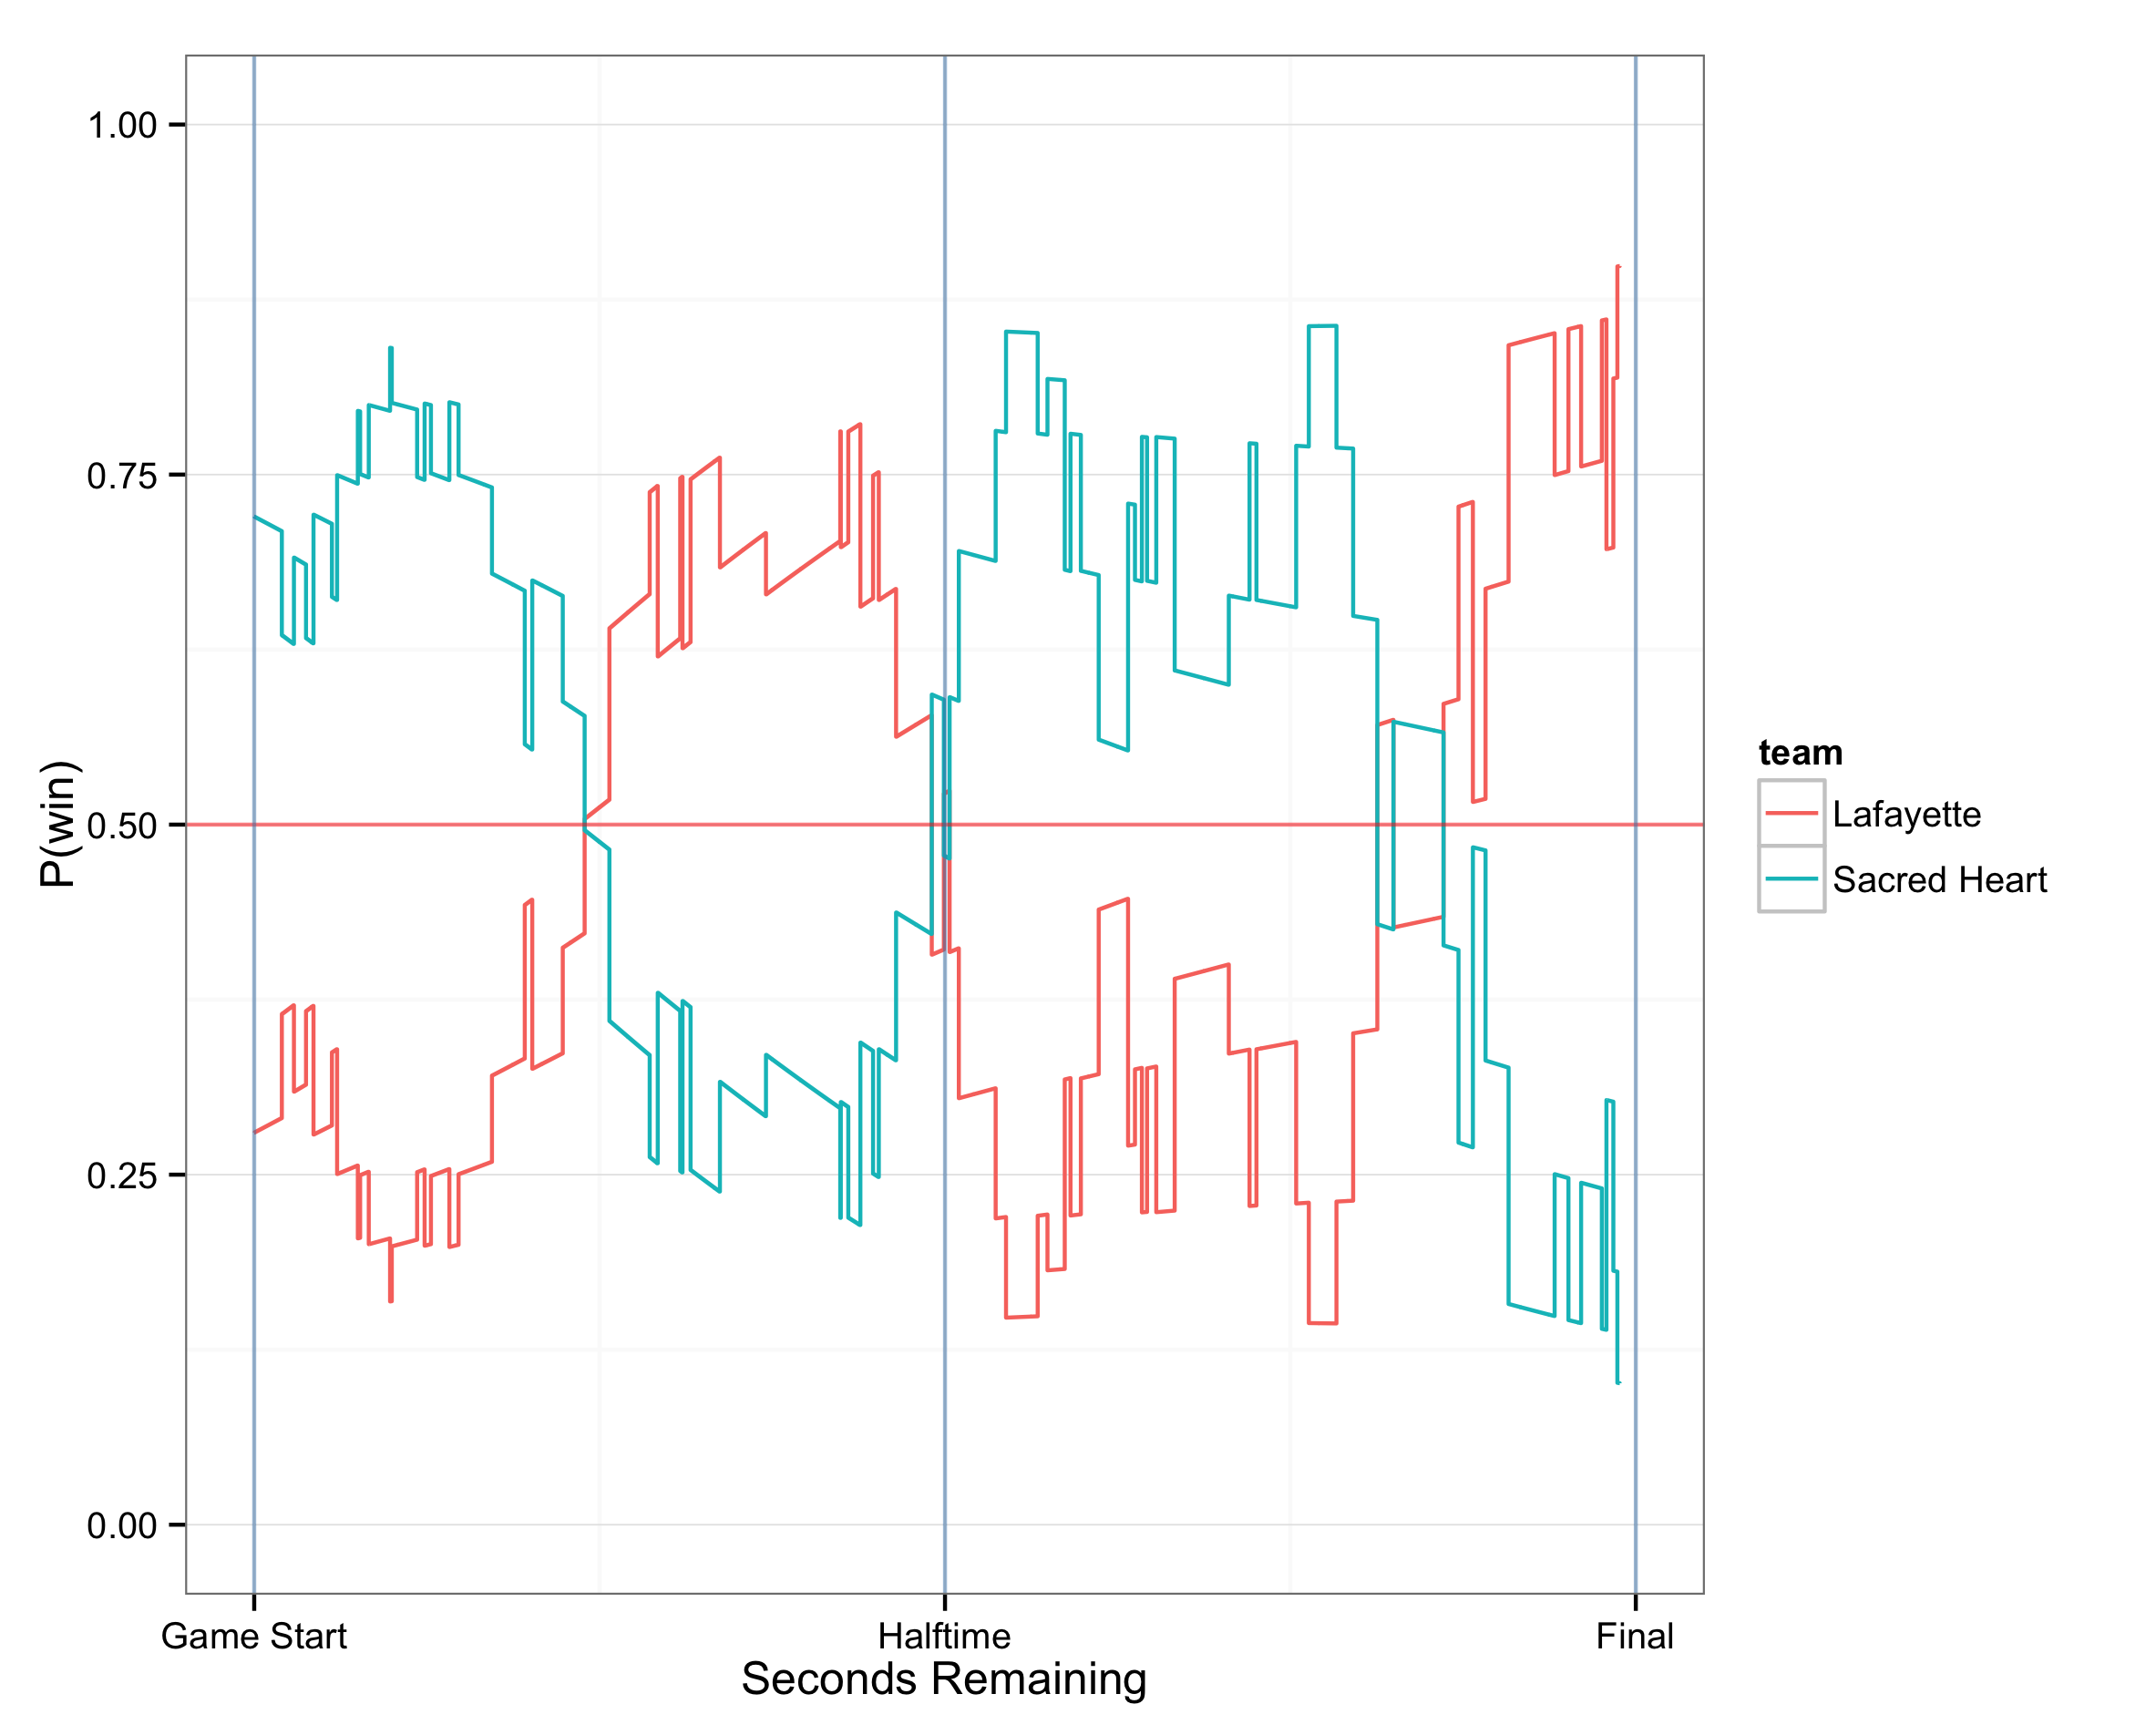 1.00
0.75
0.50
0.25
0.00
P(win)
Game Start
Halftime
Final
Seconds Remaining
team
Lafayette
Sacred Heart